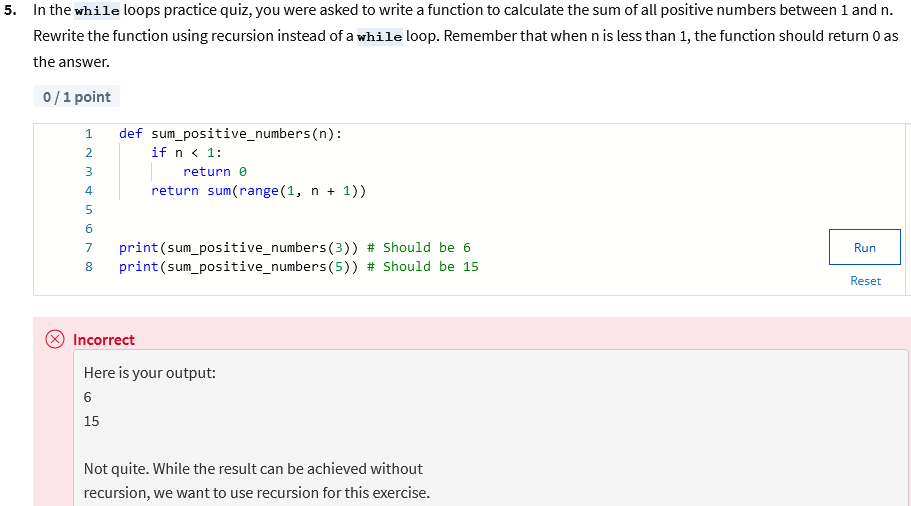 5. In the while loops practice quiz, you were asked to write a function to calculate the sum of all positive numbers between 1 and n.
Rewrite the function using recursion instead of a while loop. Remember that when n is less than 1, the function should return 0 as
the answer.
0 / 1 point
1 def sum_positive_numbers(n):
2     if n < 1:
3         return 0
4     return sum(range(1, n + 1))
5
6
7 print(sum_positive_numbers(3)) # Should be 6
8 print(sum_positive_numbers(5)) # Should be 15
Run
Reset
Incorrect
Here is your output:
6
15
Not quite. While the result can be achieved without
recursion, we want to use recursion for this exercise.